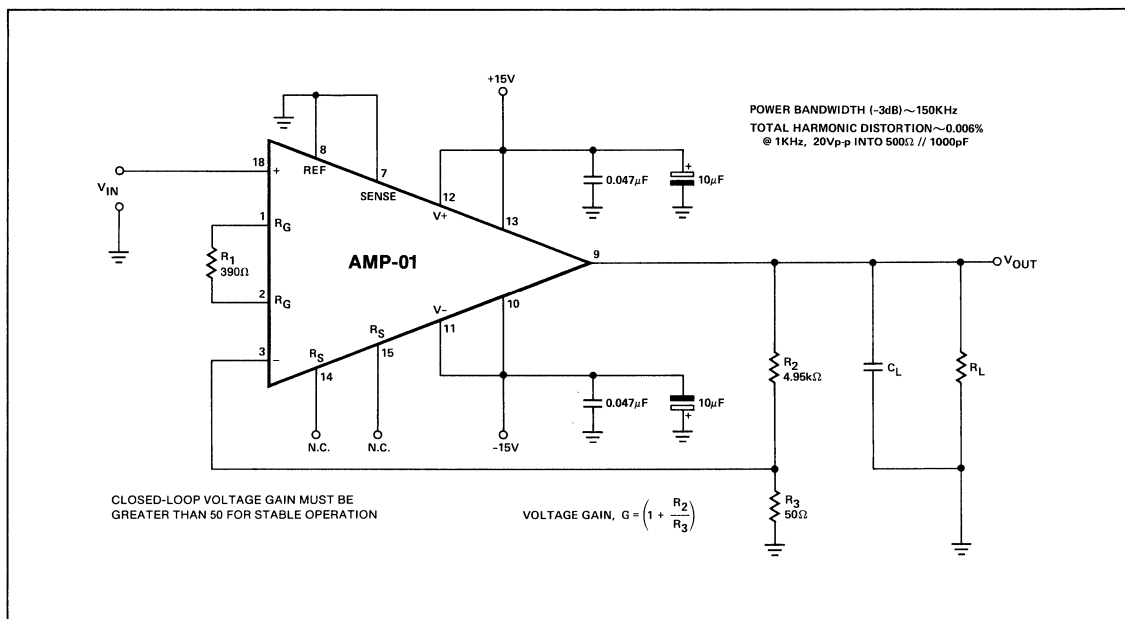 +15V
POWER BANDWIDTH (-3dB)∼150KHz
TOTAL HARMONIC DISTORTION∼0.006%
@ 1KHz, 20Vp-p INTO 500Ω // 1000pF
8
REF
7
SENSE
18
+
VIN
12
V+
0.047μF
+
10μF
13
1
RG
R1
390Ω
AMP-01
9
VOUT
2
RG
10
V−
11
3
−
RS
15
RS
14
R2
4.95kΩ
CL
RL
0.047μF
10μF
+
N.C.
N.C.
−15V
CLOSED-LOOP VOLTAGE GAIN MUST BE
GREATER THAN 50 FOR STABLE OPERATION
VOLTAGE GAIN, G = (1 + R2/R3)
R3
50Ω